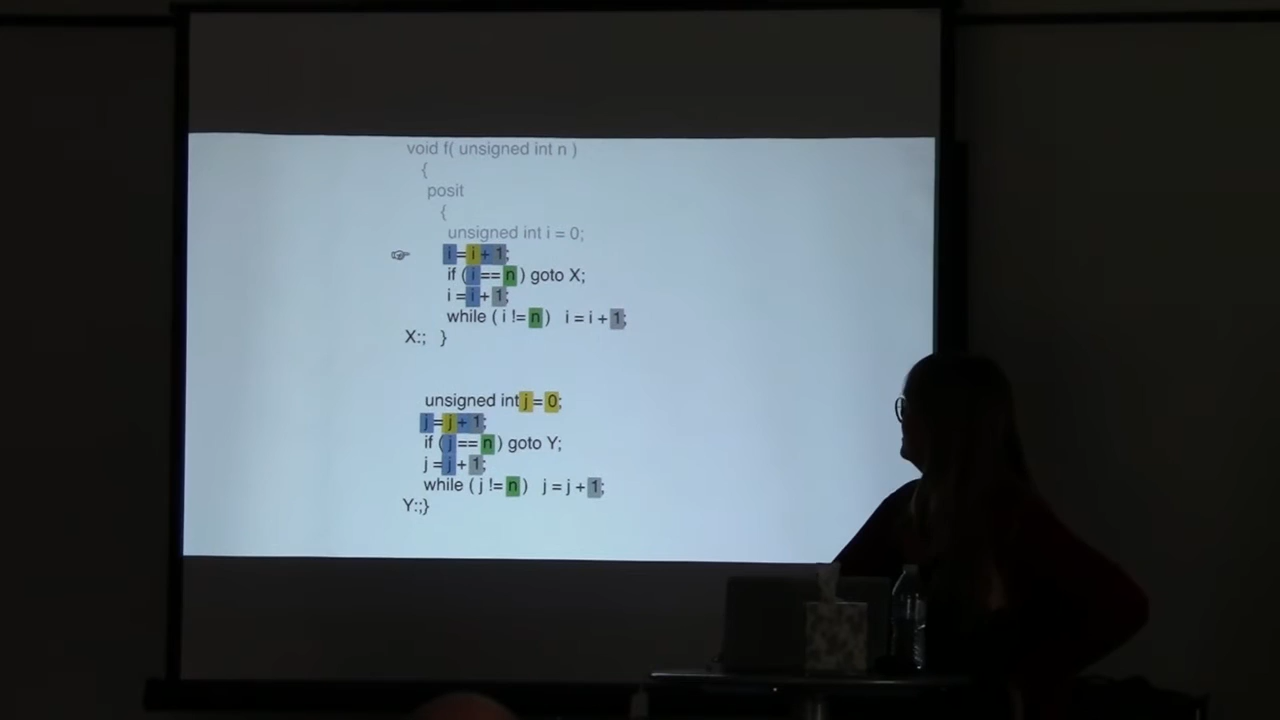 void f( unsigned int n )
{
posit
{
unsigned int i = 0;
☞ i = i + 1;
if ( i == n ) goto X;
i = i + 1;
while ( i != n ) i = i + 1;
X:; }
unsigned int j = 0;
j = j + 1;
if ( j == n ) goto Y;
j = j + 1;
while ( j != n ) j = j + 1;
Y:;}